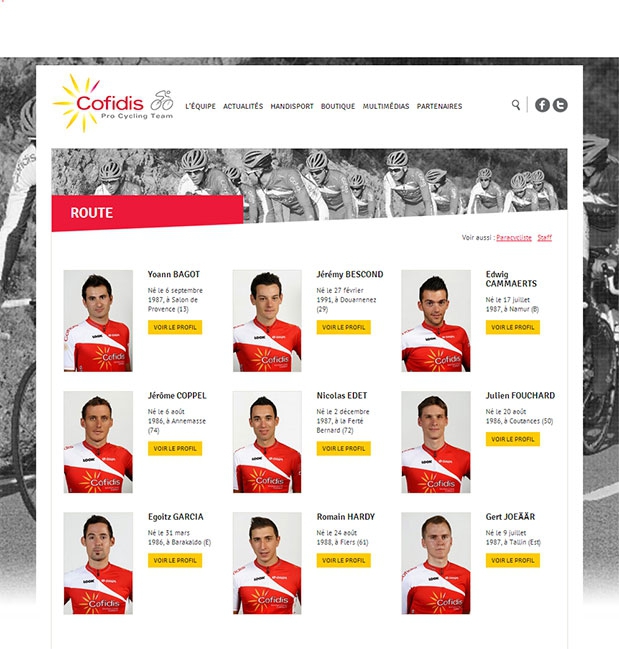 Cofidis
Pro Cycling Team
L'ÉQUIPE ACTUALITÉS HANDISPORT BOUTIQUE MULTIMÉDIAS PARTENAIRES
ROUTE
Voir aussi : Paracycliste Staff
Yoann BAGOT
Né le 6 septembre
1987, à Salon de
Provence (13)
VOIR LE PROFIL
Jérémy BESCOND
Né le 27 février
1991, à Douarnenez
(29)
VOIR LE PROFIL
Edwig
CAMMAERTS
Né le 17 juillet
1987, à Namur (B)
VOIR LE PROFIL
Jérôme COPPEL
Né le 6 août
1986, à Annemasse
(74)
VOIR LE PROFIL
Nicolas EDET
Né le 2 décembre
1987, à la Ferté
Bernard (72)
VOIR LE PROFIL
Julien FOUCHARD
Né le 20 août
1986, à Coutances (50)
VOIR LE PROFIL
Egoitz GARCIA
Né le 31 mars
1986, à Barakaldo (E)
VOIR LE PROFIL
Romain HARDY
Né le 24 août
1988, à Flers (61)
VOIR LE PROFIL
Gert JOEÄÄR
Né le 9 juillet
1987, à Tallin (Est)
VOIR LE PROFIL